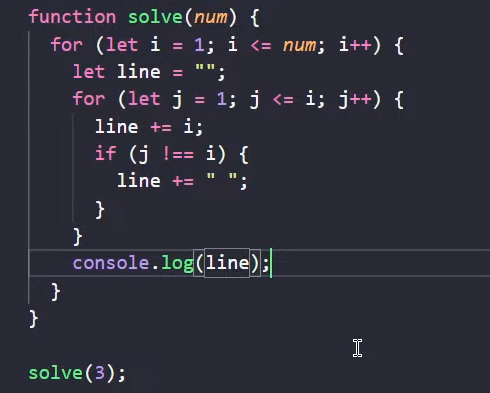 function solve(num) {
  for (let i = 1; i <= num; i++) {
    let line = "";
    for (let j = 1; j <= i; j++) {
      line += i;
      if (j !== i) {
        line += " ";
      }
    }
    console.log(line);
  }
}

solve(3);